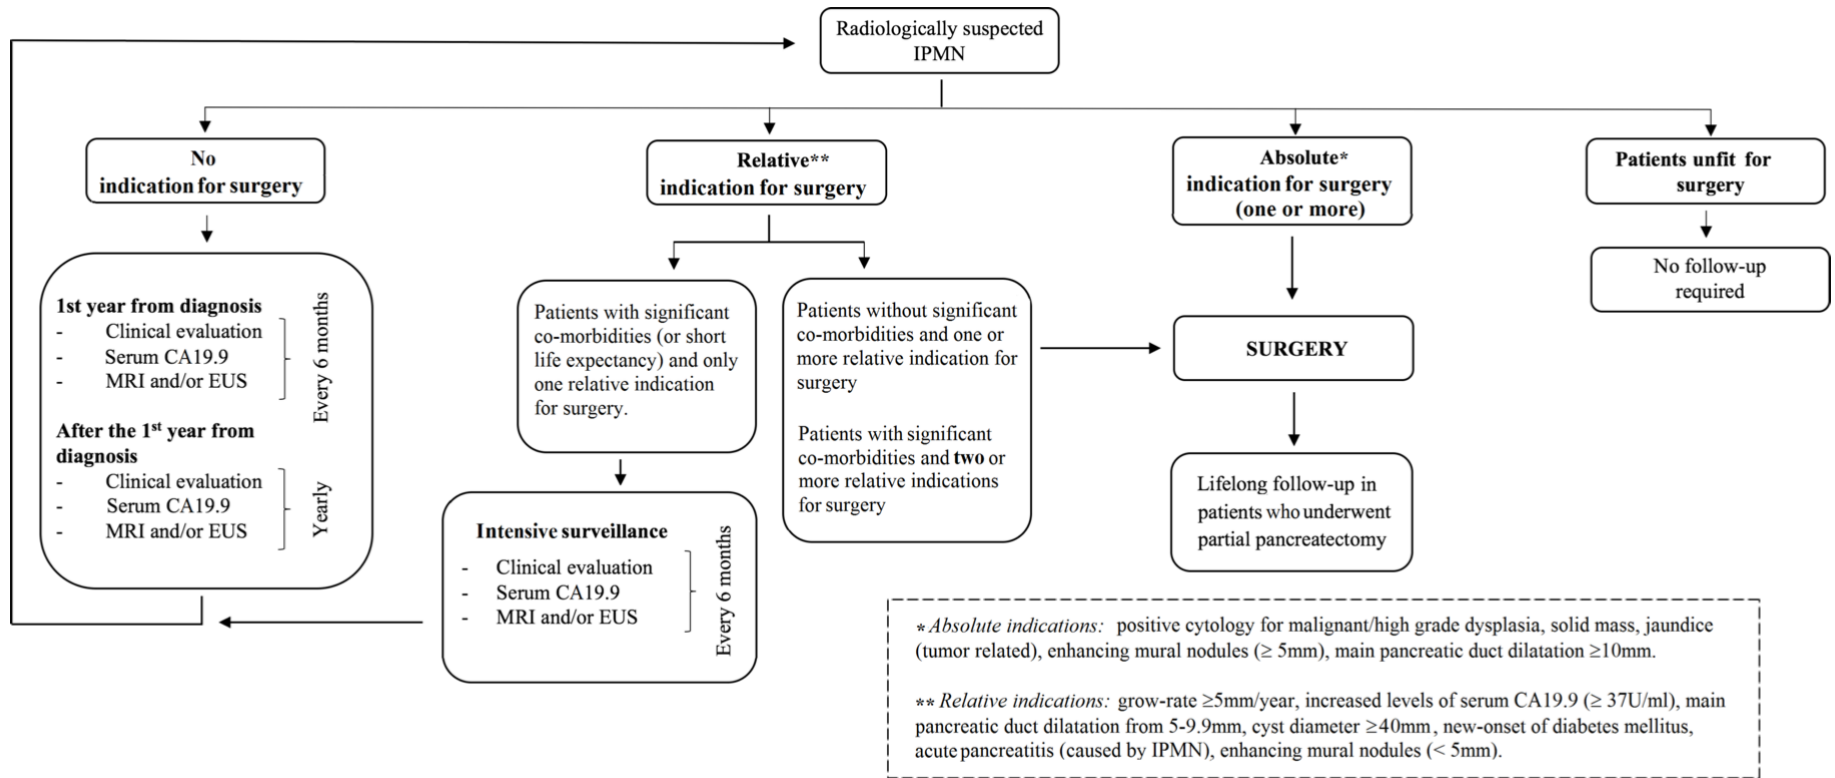 Radiologically suspected
IPMN
No
indication for surgery
Relative**
indication for surgery
Absolute*
indication for surgery
(one or more)
Patients unfit for
surgery
1st year from diagnosis
- Clinical evaluation
- Serum CA19.9
- MRI and/or EUS
Every 6 months
After the 1st year from
diagnosis
- Clinical evaluation
- Serum CA19.9
- MRI and/or EUS
Yearly
Patients with significant
co-morbidities (or short
life expectancy) and only
one relative indication
for surgery.
Intensive surveillance
- Clinical evaluation
- Serum CA19.9
- MRI and/or EUS
Every 6 months
Patients without significant
co-morbidities and one or
more relative indication for
surgery
Patients with significant
co-morbidities and two or
more relative indications
for surgery
SURGERY
Lifelong follow-up in
patients who underwent
partial pancreatectomy
No follow-up
required
* Absolute indications: positive cytology for malignant/high grade dysplasia, solid mass, jaundice
(tumor related), enhancing mural nodules (≥ 5mm), main pancreatic duct dilatation ≥10mm.
** Relative indications: grow-rate ≥5mm/year, increased levels of serum CA19.9 (≥ 37U/ml), main
pancreatic duct dilatation from 5-9.9mm, cyst diameter ≥40mm, new-onset of diabetes mellitus,
acute pancreatitis (caused by IPMN), enhancing mural nodules (< 5mm).